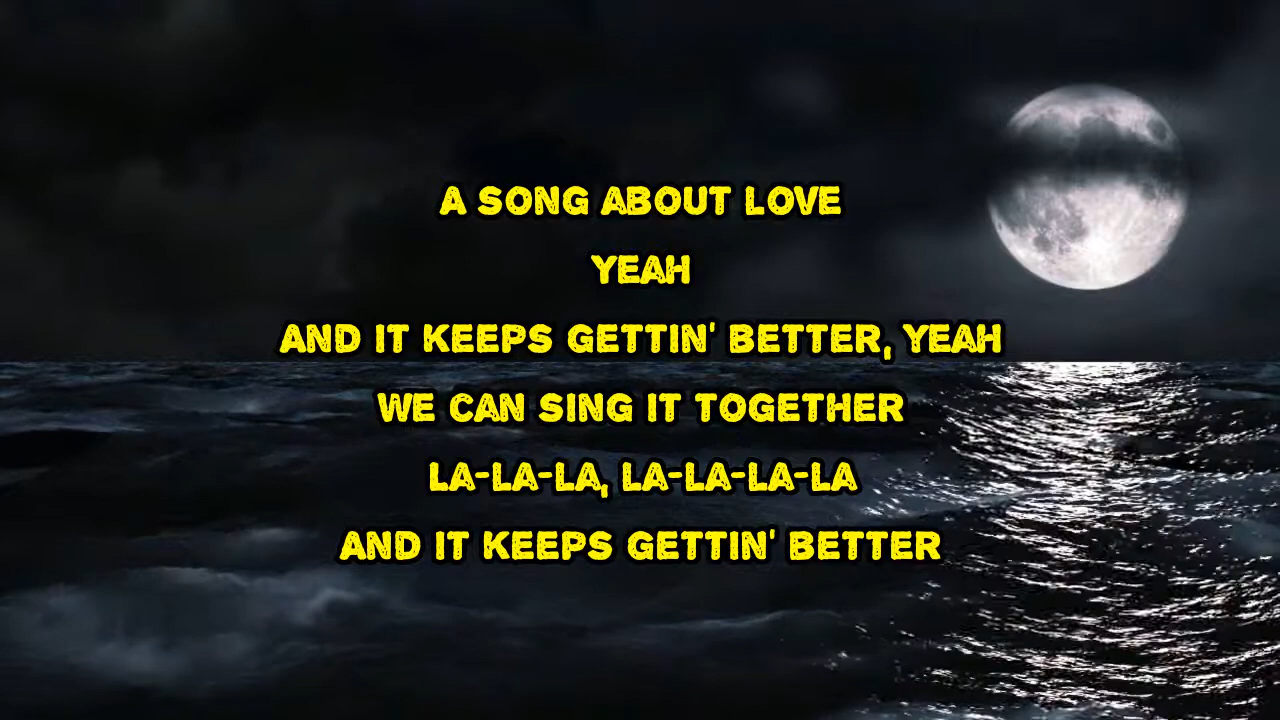 A SONG ABOUT LOVE
YEAH
AND IT KEEPS GETTIN' BETTER, YEAH
WE CAN SING IT TOGETHER
LA-LA-LA, LA-LA-LA-LA
AND IT KEEPS GETTIN' BETTER